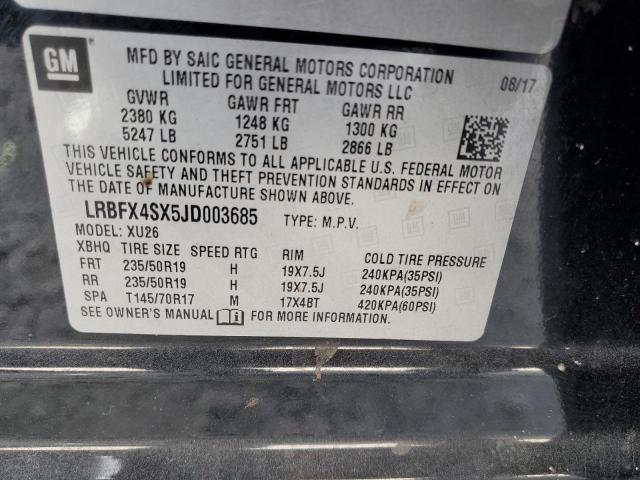 GM
MFD BY SAIC GENERAL MOTORS CORPORATION
LIMITED FOR GENERAL MOTORS LLC
08/17
GVWR GAWR FRT GAWR RR
2380 KG 1248 KG 1300 KG
5247 LB 2751 LB 2866 LB
THIS VEHICLE CONFORMS TO ALL APPLICABLE U.S. FEDERAL MOTOR
VEHICLE SAFETY AND THEFT PREVENTION STANDARDS IN EFFECT ON
THE DATE OF MANUFACTURE SHOWN ABOVE.
LRBFX4SX5JD003685 TYPE: M.P.V.
MODEL: XU26
XBHQ TIRE SIZE SPEED RTG RIM COLD TIRE PRESSURE
FRT 235/50R19 H 19X7.5J 240KPA(35PSI)
RR 235/50R19 H 19X7.5J 240KPA(35PSI)
SPA T145/70R17 M 17X4BT 420KPA(60PSI)
SEE OWNER'S MANUAL FOR ADDITIONAL INFORMATION